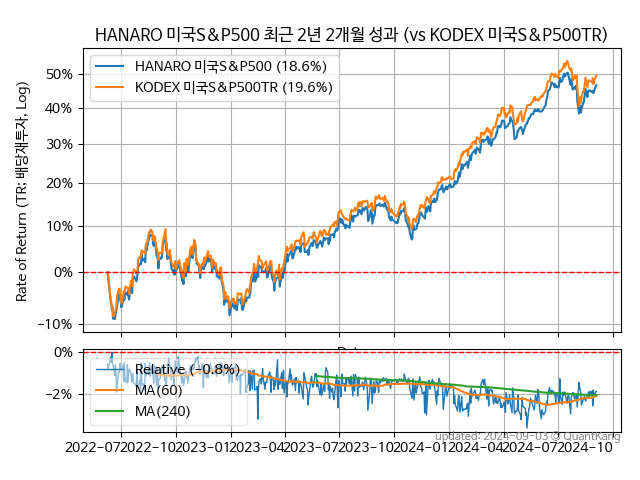 HANARO 미국S&P500 최근 2년 2개월 성과 (vs KODEX 미국S&P500TR)
Rate of Return (TR: 배당재투자, Log)
HANARO 미국S&P500 (18.6%)
KODEX 미국S&P500TR (19.6%)
50%
40%
30%
20%
10%
0%
−10%
0%
−2%
Relative (−0.8%)
MA(60)
MA(240)
updated: 2024-09-03 © QuantKang
2022-07 2022-10 2023-01 2023-04 2023-07 2023-10 2024-01 2024-04 2024-07 2024-10